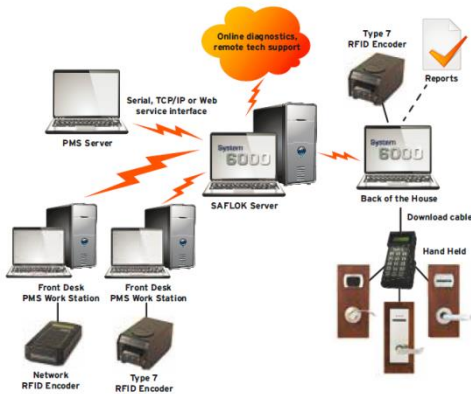 Online diagnostics,
remote tech support
Type 7
RFID Encoder
Reports
Serial, TCP/IP or Web
service interface
PMS Server
System
6000
SAFLOK Server
System
6000
Back of the House
Download cable
Hand Held
Front Desk
PMS Work Station
Front Desk
PMS Work Station
Network
RFID Encoder
Type 7
RFID Encoder